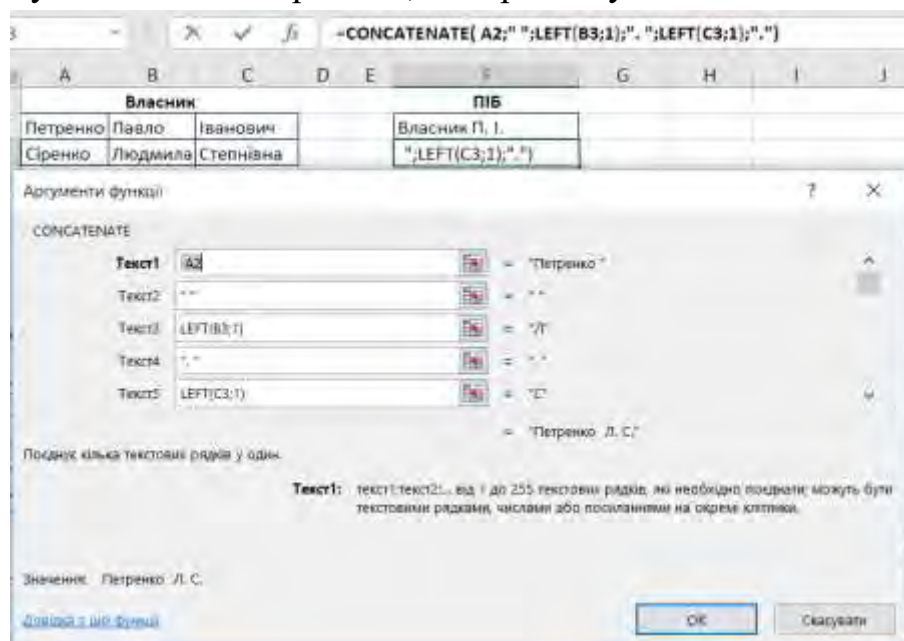 =CONCATENATE( A2;" ";LEFT(B3;1);". ";LEFT(C3;1);".")
A B C D E F G H I J
Власник ПІБ
Петренко Павло Іванович Власник П. І.
Сіренко Людмила Степнівна ";LEFT(C3;1);".")
Аргументи функції ? ×
CONCATENATE
Текст1 A2 = "Петренко "
Текст2 " " = " "
Текст3 LEFT(B3;1) = "Л"
Текст4 ". " = ". "
Текст5 LEFT(C3;1) = "С"
= "Петренко Л. С."
Поєднує кілька текстових рядків у один.
Текст1: текст1;текст2;... від 1 до 255 текстових рядків, які необхідно поєднати; можуть бути
текстовими рядками, числами або посиланнями на окремі клітинки.
Значення: Петренко Л. С.
Довідка з цієї функції OK Скасувати